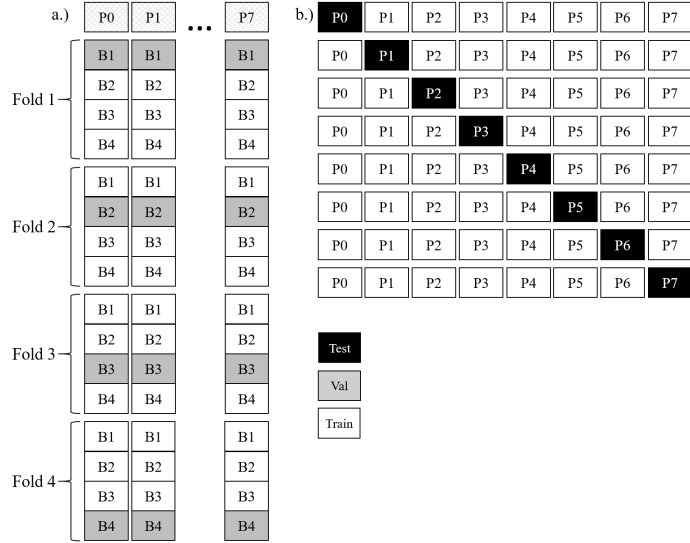 a.) P0 P1 ... P7
Fold 1
B1 B1 B1
B2 B2 B2
B3 B3 B3
B4 B4 B4
Fold 2
B1 B1 B1
B2 B2 B2
B3 B3 B3
B4 B4 B4
Fold 3
B1 B1 B1
B2 B2 B2
B3 B3 B3
B4 B4 B4
Fold 4
B1 B1 B1
B2 B2 B2
B3 B3 B3
B4 B4 B4
b.) P0 P1 P2 P3 P4 P5 P6 P7
P0 P1 P2 P3 P4 P5 P6 P7
P0 P1 P2 P3 P4 P5 P6 P7
P0 P1 P2 P3 P4 P5 P6 P7
P0 P1 P2 P3 P4 P5 P6 P7
P0 P1 P2 P3 P4 P5 P6 P7
P0 P1 P2 P3 P4 P5 P6 P7
P0 P1 P2 P3 P4 P5 P6 P7
Test
Val
Train